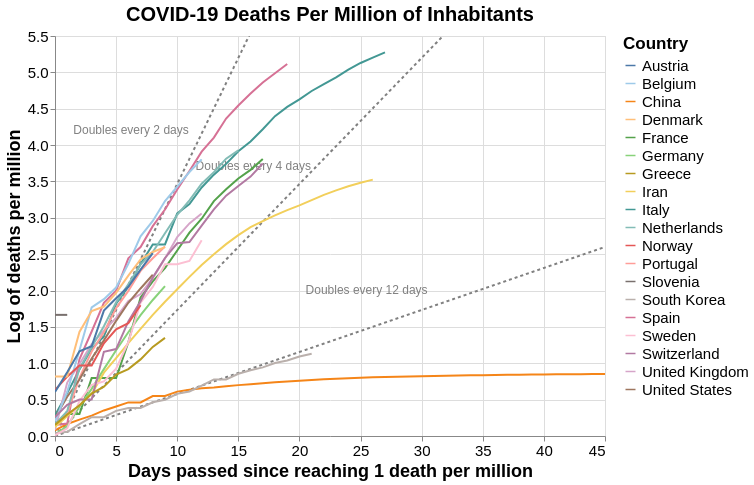 COVID-19 Deaths Per Million of Inhabitants
Log of deaths per million
5.5
5.0
4.5
4.0
3.5
3.0
2.5
2.0
1.5
1.0
0.5
0.0
Doubles every 2 days
Doubles every 4 days
Doubles every 12 days
0 5 10 15 20 25 30 35 40 45
Days passed since reaching 1 death per million
Country
Austria
Belgium
China
Denmark
France
Germany
Greece
Iran
Italy
Netherlands
Norway
Portugal
Slovenia
South Korea
Spain
Sweden
Switzerland
United Kingdom
United States